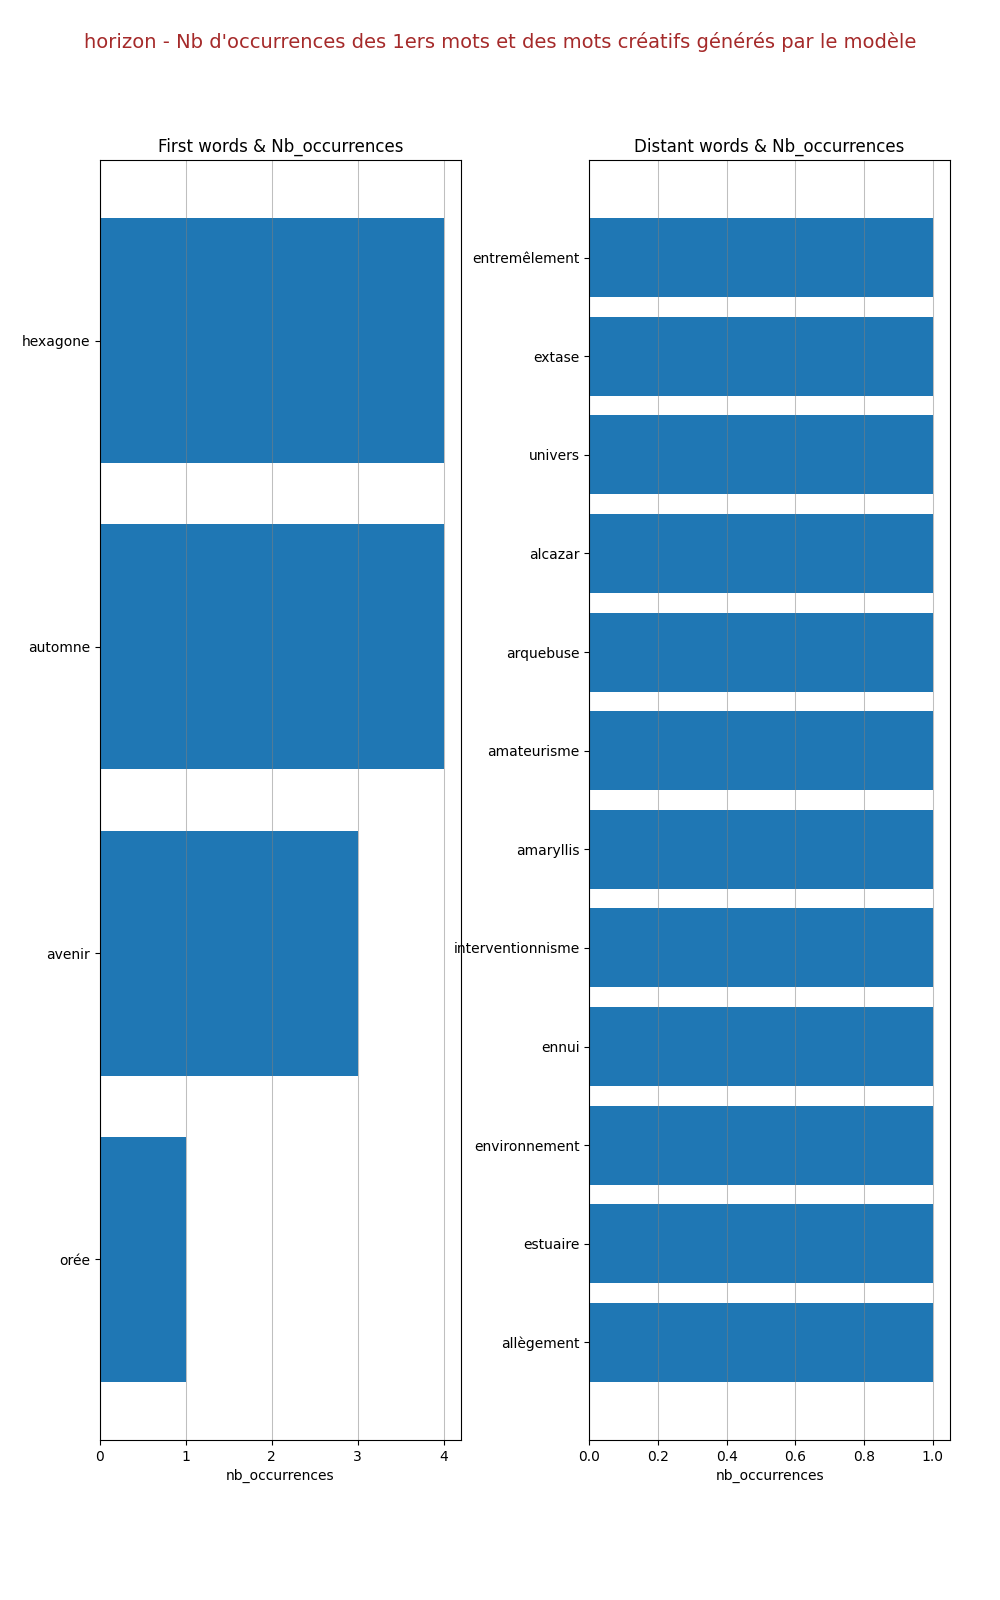 horizon - Nb d'occurrences des 1ers mots et des mots créatifs générés par le modèle
First words & Nb_occurrences
hexagone
automne
avenir
orée
0 1 2 3 4
nb_occurrences
Distant words & Nb_occurrences
entremêlement
extase
univers
alcazar
arquebuse
amateurisme
amaryllis
interventionnisme
ennui
environnement
estuaire
allègement
0.0 0.2 0.4 0.6 0.8 1.0
nb_occurrences